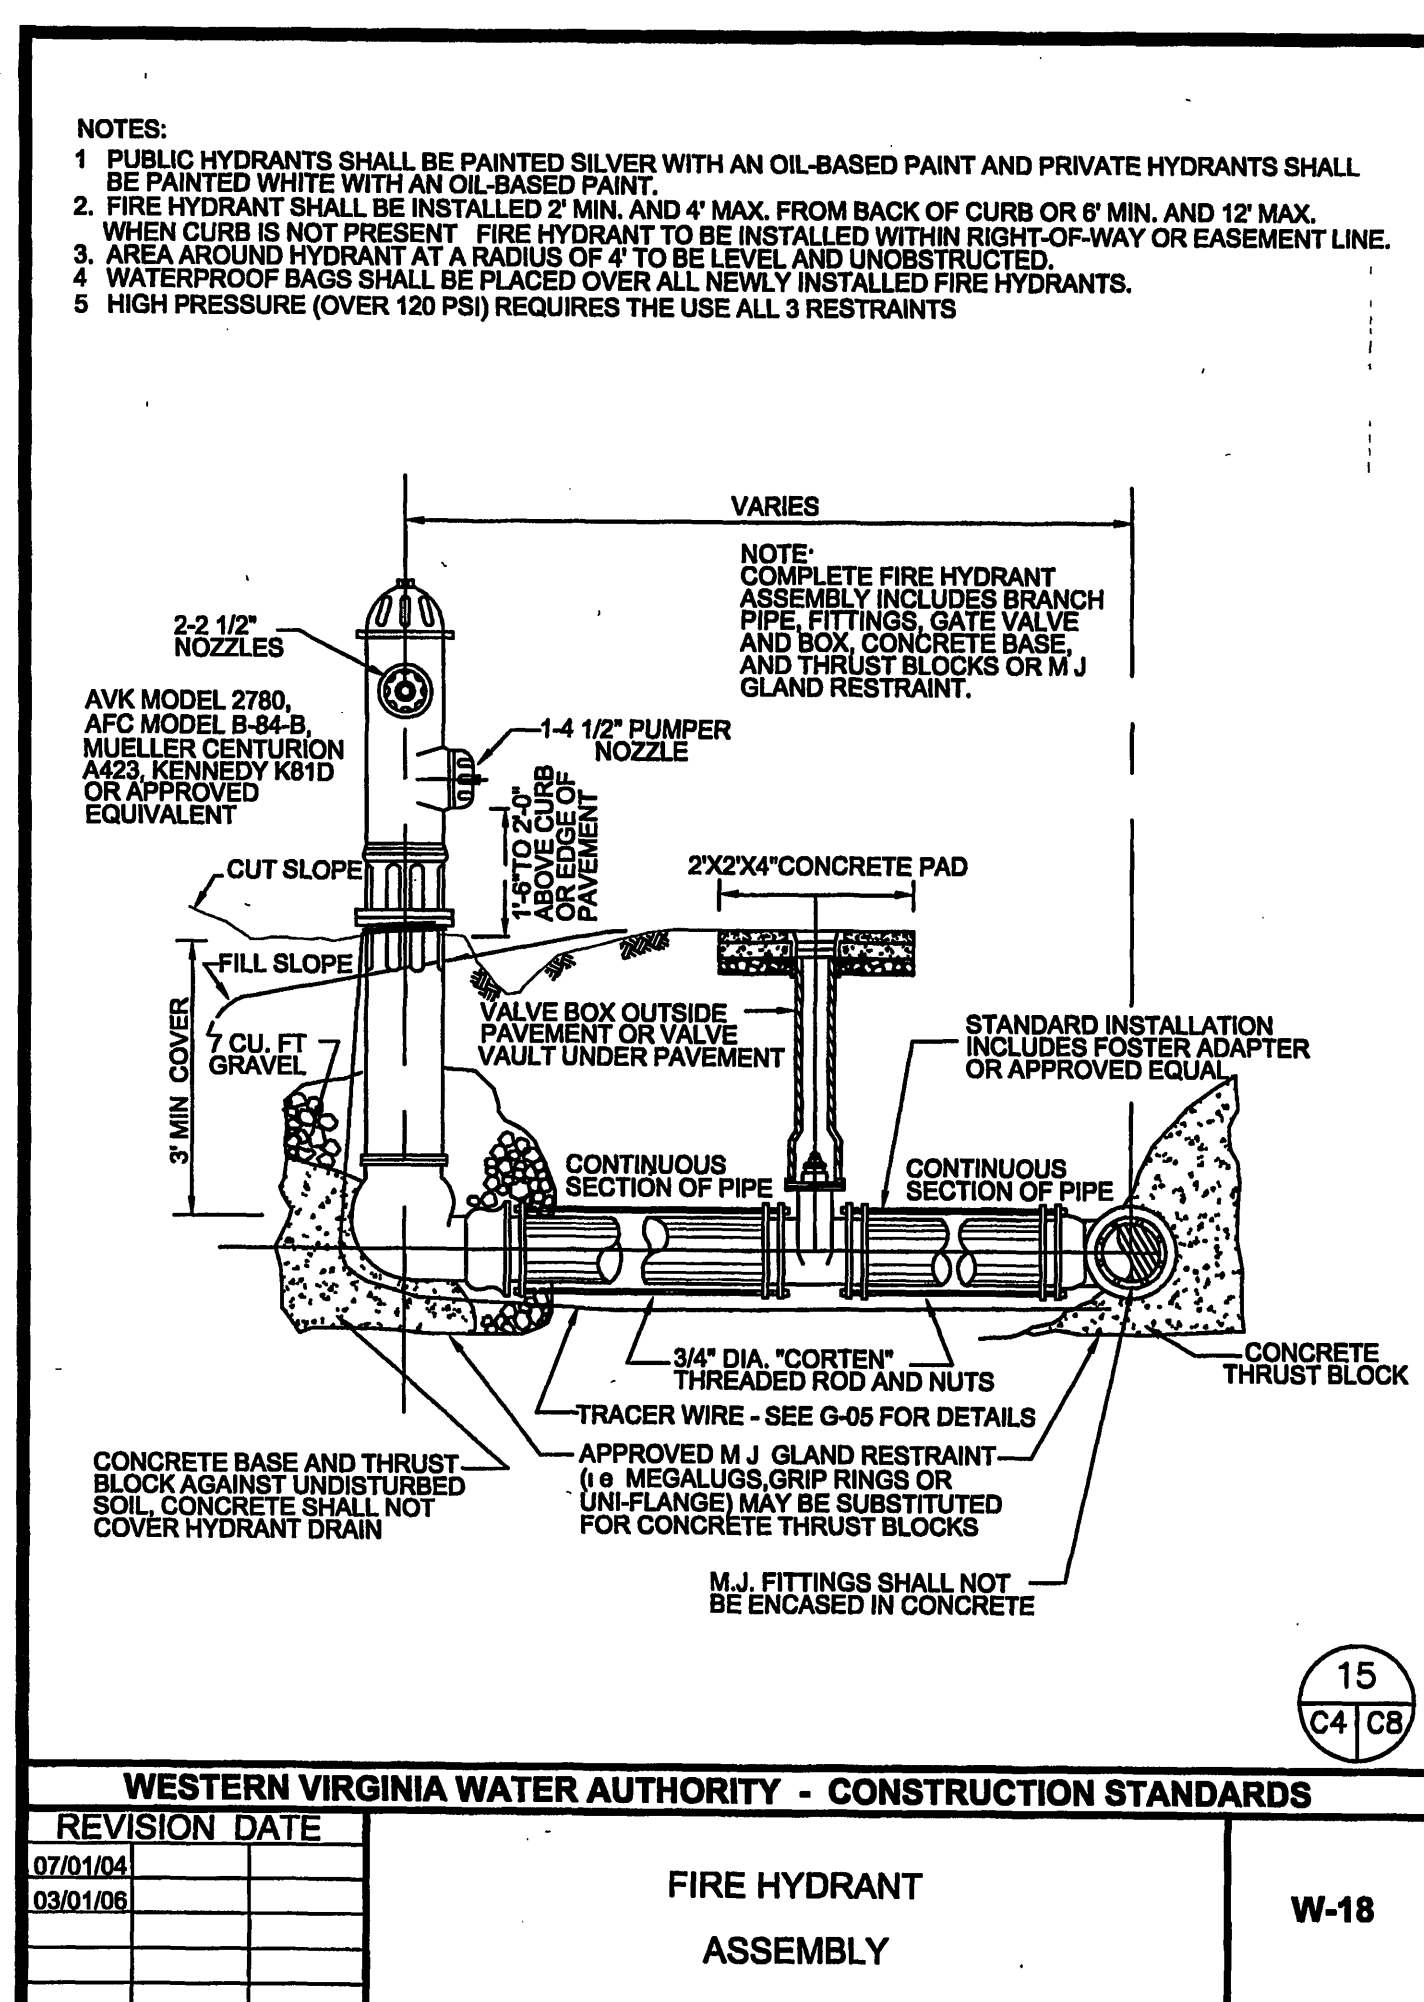 NOTES:
1 PUBLIC HYDRANTS SHALL BE PAINTED SILVER WITH AN OIL-BASED PAINT AND PRIVATE HYDRANTS SHALL
BE PAINTED WHITE WITH AN OIL-BASED PAINT.
2. FIRE HYDRANT SHALL BE INSTALLED 2' MIN. AND 4' MAX. FROM BACK OF CURB OR 6' MIN. AND 12' MAX.
WHEN CURB IS NOT PRESENT FIRE HYDRANT TO BE INSTALLED WITHIN RIGHT-OF-WAY OR EASEMENT LINE.
3. AREA AROUND HYDRANT AT A RADIUS OF 4' TO BE LEVEL AND UNOBSTRUCTED.
4 WATERPROOF BAGS SHALL BE PLACED OVER ALL NEWLY INSTALLED FIRE HYDRANTS.
5 HIGH PRESSURE (OVER 120 PSI) REQUIRES THE USE ALL 3 RESTRAINTS
VARIES
NOTE·
COMPLETE FIRE HYDRANT
ASSEMBLY INCLUDES BRANCH
PIPE, FITTINGS, GATE VALVE
AND BOX, CONCRETE BASE,
AND THRUST BLOCKS OR M J
GLAND RESTRAINT.
2-2 1/2"
NOZZLES
AVK MODEL 2780,
AFC MODEL B-84-B,
MUELLER CENTURION
A423, KENNEDY K81D
OR APPROVED
EQUIVALENT
1-4 1/2" PUMPER
NOZZLE
1'-6" TO 2'-0"
ABOVE CURB
OR EDGE OF
PAVEMENT
2'X2'X4"CONCRETE PAD
CUT SLOPE
FILL SLOPE
3' MIN COVER
7 CU. FT
GRAVEL
VALVE BOX OUTSIDE
PAVEMENT OR VALVE
VAULT UNDER PAVEMENT
STANDARD INSTALLATION
INCLUDES FOSTER ADAPTER
OR APPROVED EQUAL
CONTINUOUS
SECTION OF PIPE
CONTINUOUS
SECTION OF PIPE
CONCRETE
THRUST BLOCK
3/4" DIA. "CORTEN"
THREADED ROD AND NUTS
TRACER WIRE - SEE G-05 FOR DETAILS
CONCRETE BASE AND THRUST
BLOCK AGAINST UNDISTURBED
SOIL, CONCRETE SHALL NOT
COVER HYDRANT DRAIN
APPROVED M J GLAND RESTRAINT
(i e MEGALUGS,GRIP RINGS OR
UNI-FLANGE) MAY BE SUBSTITUTED
FOR CONCRETE THRUST BLOCKS
M.J. FITTINGS SHALL NOT
BE ENCASED IN CONCRETE
15
C4 C8
WESTERN VIRGINIA WATER AUTHORITY - CONSTRUCTION STANDARDS
REVISION DATE
07/01/04
03/01/06
FIRE HYDRANT
ASSEMBLY
W-18